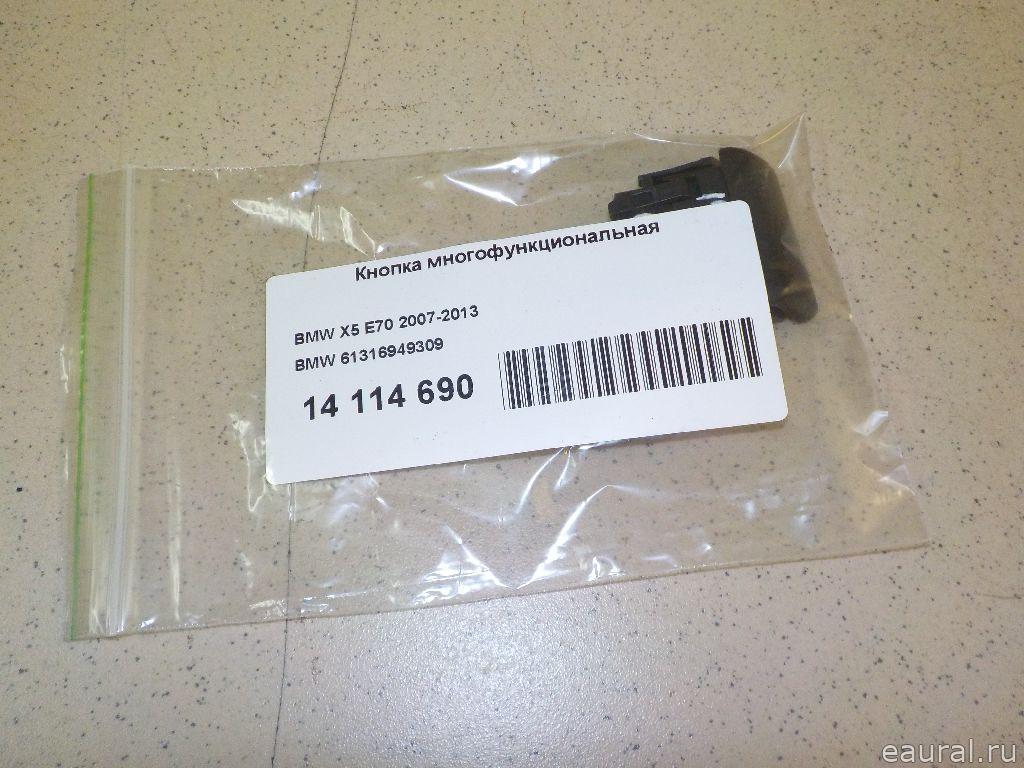 Кнопка многофункциональная
BMW X5 E70 2007-2013
BMW 61316949309
14 114 690
eaural.ru